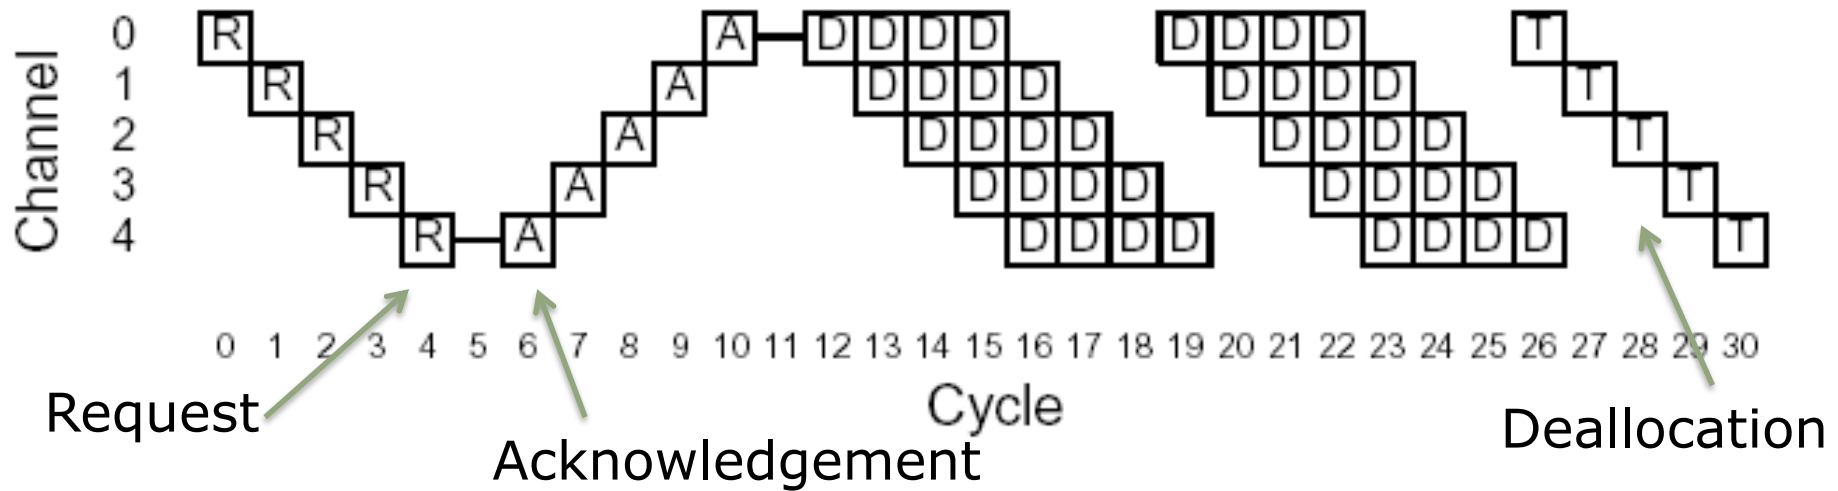 Channel
0 R A D D D D D D D D T
1 R A D D D D D D D D T
2 R A D D D D D D D D T
3 R A D D D D D D D D T
4 R A D D D D D D D D T
0 1 2 3 4 5 6 7 8 9 10 11 12 13 14 15 16 17 18 19 20 21 22 23 24 25 26 27 28 29 30
Cycle
Request
Acknowledgement
Deallocation